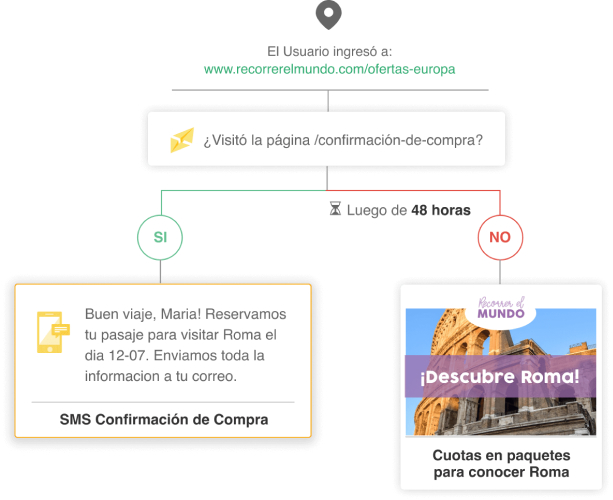 El Usuario ingresó a:
www.recorrerelmundo.com/ofertas-europa
¿Visitó la página /confirmación-de-compra?
Luego de 48 horas
SI
NO
Buen viaje, Maria! Reservamos
tu pasaje para visitar Roma el
dia 12-07. Enviamos toda la
informacion a tu correo.
SMS Confirmación de Compra
Recorrer el
MUNDO
¡Descubre Roma!
Cuotas en paquetes
para conocer Roma